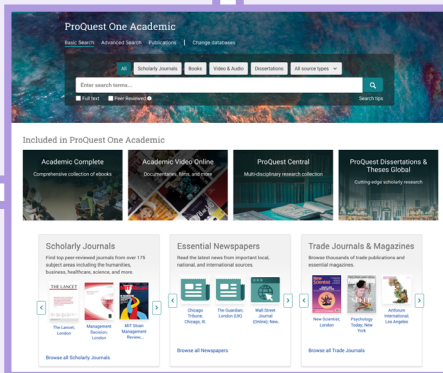 ProQuest One Academic
Basic Search Advanced Search Publications | Change databases
All Scholarly Journals Books Video & Audio Dissertations All source types
Enter search terms...
Full text Peer Reviewed Search tips
Included in ProQuest One Academic
Academic Complete
Comprehensive collection of ebooks
Academic Video Online
Documentaries, films, and more
ProQuest Central
Multi-disciplinary research collection
ProQuest Dissertations &
Theses Global
Cutting-edge scholarly research
Scholarly Journals
Find top peer-reviewed journals from over 175
subject areas including the humanities,
business, healthcare, science, and more.
THE LANCET
The Lancet,
London
Management
Decision,
London
MIT Sloan
Management
Review,...
Browse all Scholarly Journals
Essential Newspapers
Read the latest news from important local,
national, and international sources.
Chicago
Tribune,
Chicago, Ill.
The Guardian,
London (UK)
Wall Street
Journal
(Online), New...
Browse all Newspapers
Trade Journals & Magazines
Browse thousands of trade publications and
essential magazines.
New Scientist,
London
Psychology
Today, New
York
Artforum
International,
Los Angeles
Browse all Trade Journals